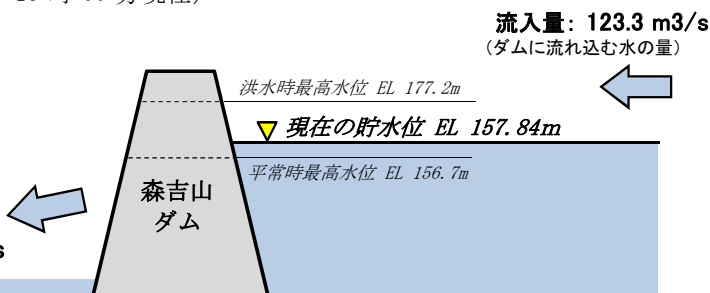 流入量: 123.3 m3/s
(ダムに流れ込む水の量)
洪水時最高水位 EL 177.2m
現在の貯水位 EL 157.84m
平常時最高水位 EL 156.7m
森吉山
ダム
s